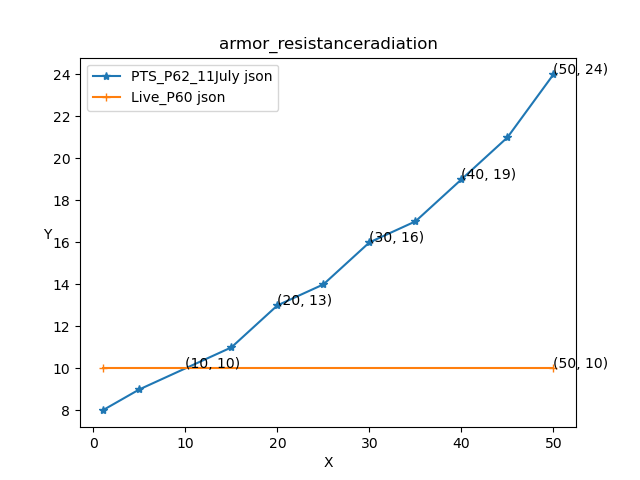 armor_resistanceradiation
PTS_P62_11July json
Live_P60 json
(50, 24)
(40, 19)
(30, 16)
(20, 13)
(10, 10)
(50, 10)
Y
24
22
20
18
16
14
12
10
8
0 10 20 30 40 50
X